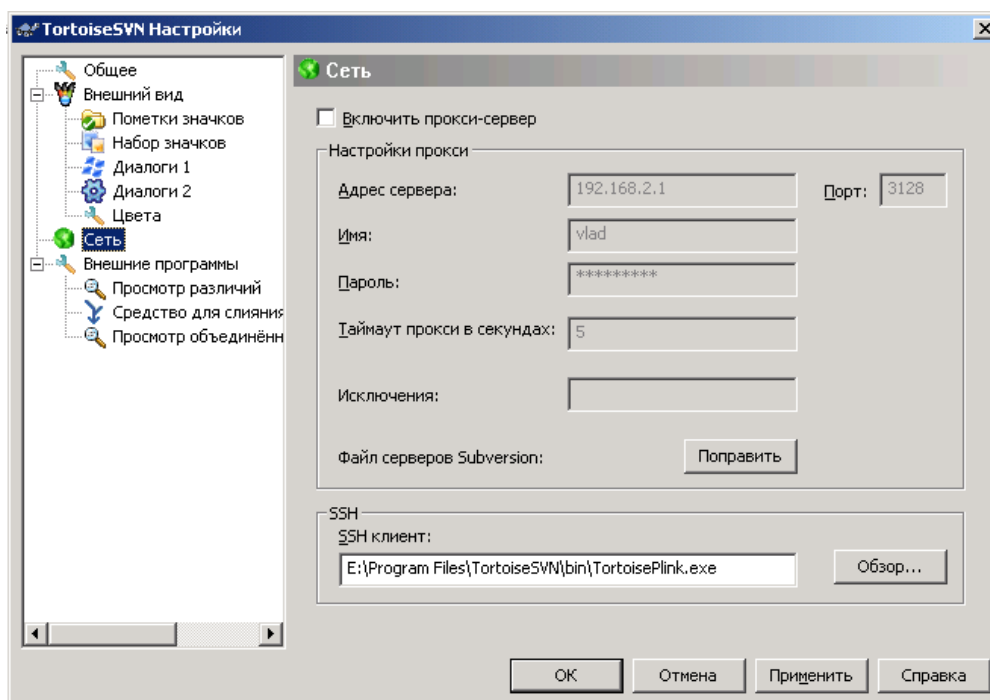 TortoiseSVN Настройки
Общее
Внешний вид
Пометки значков
Набор значков
Диалоги 1
Диалоги 2
Цвета
Сеть
Внешние программы
Просмотр различий
Средство для слияния
Просмотр объединённ
Сеть
Включить прокси-сервер
Настройки прокси
Адрес сервера: 192.168.2.1 Порт: 3128
Имя: vlad
Пароль: *********
Таймаут прокси в секундах: 5
Исключения:
Файл серверов Subversion: Поправить
SSH
SSH клиент:
E:\Program Files\TortoiseSVN\bin\TortoisePlink.exe Обзор...
ОК Отмена Применить Справка